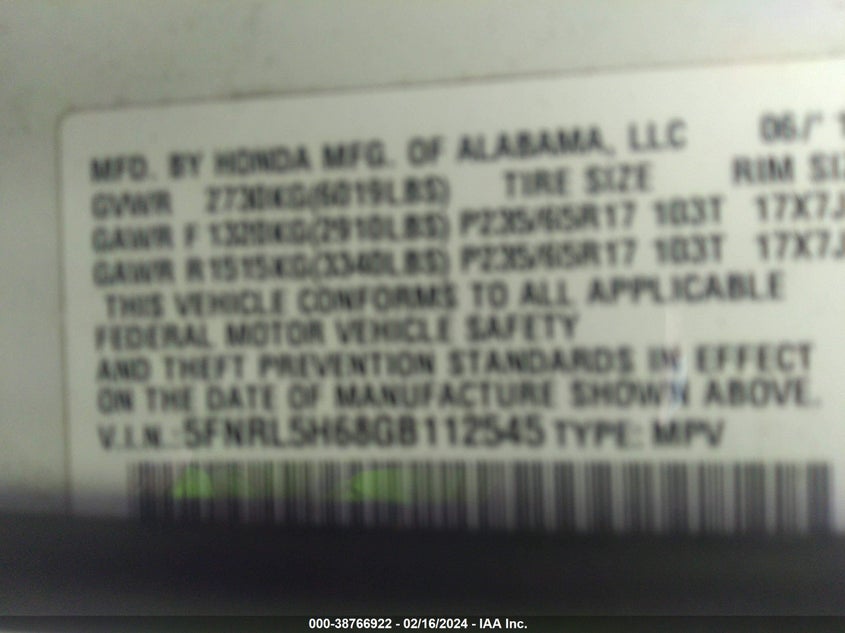 MFD. BY HONDA MFG. OF ALABAMA, LLC 06/
GVWR 2730KG(6019LBS) TIRE SIZE RIM SIZ
GAWR F 1320KG(2910LBS) P235/65R17 103T 17X7J
GAWR R 1515KG(3340LBS) P235/65R17 103T 17X7J
THIS VEHICLE CONFORMS TO ALL APPLICABLE
FEDERAL MOTOR VEHICLE SAFETY
AND THEFT PREVENTION STANDARDS IN EFFECT
ON THE DATE OF MANUFACTURE SHOWN ABOVE.
V.I.N.: 5FNRL5H68GB112545 TYPE: MPV
000-38766922 - 02/16/2024 - IAA Inc.